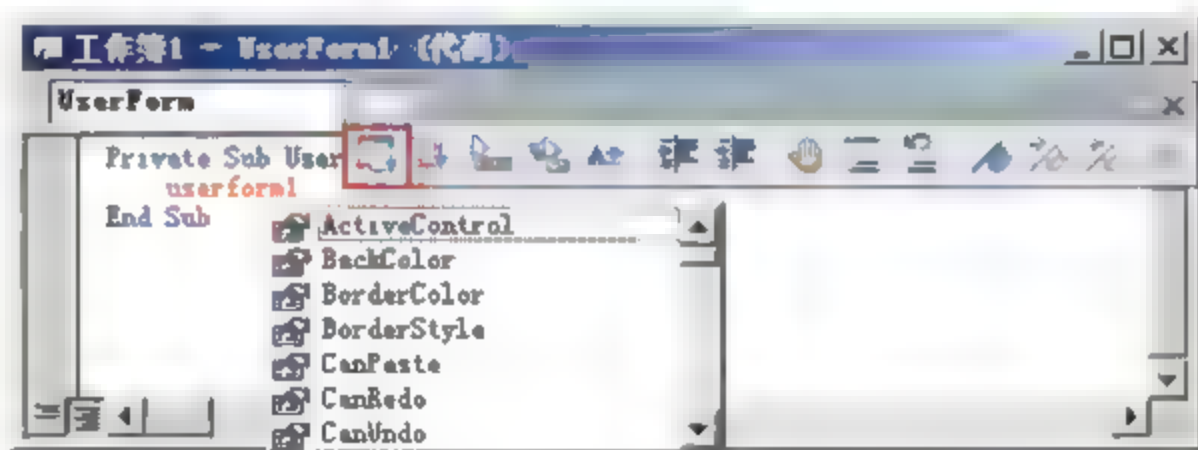 工作簿1 - UserForm1 (代码)
UserForm
Private Sub User
userform1
End Sub
ActiveControl
BackColor
BorderColor
BorderStyle
CanPaste
CanRedo
CanUndo